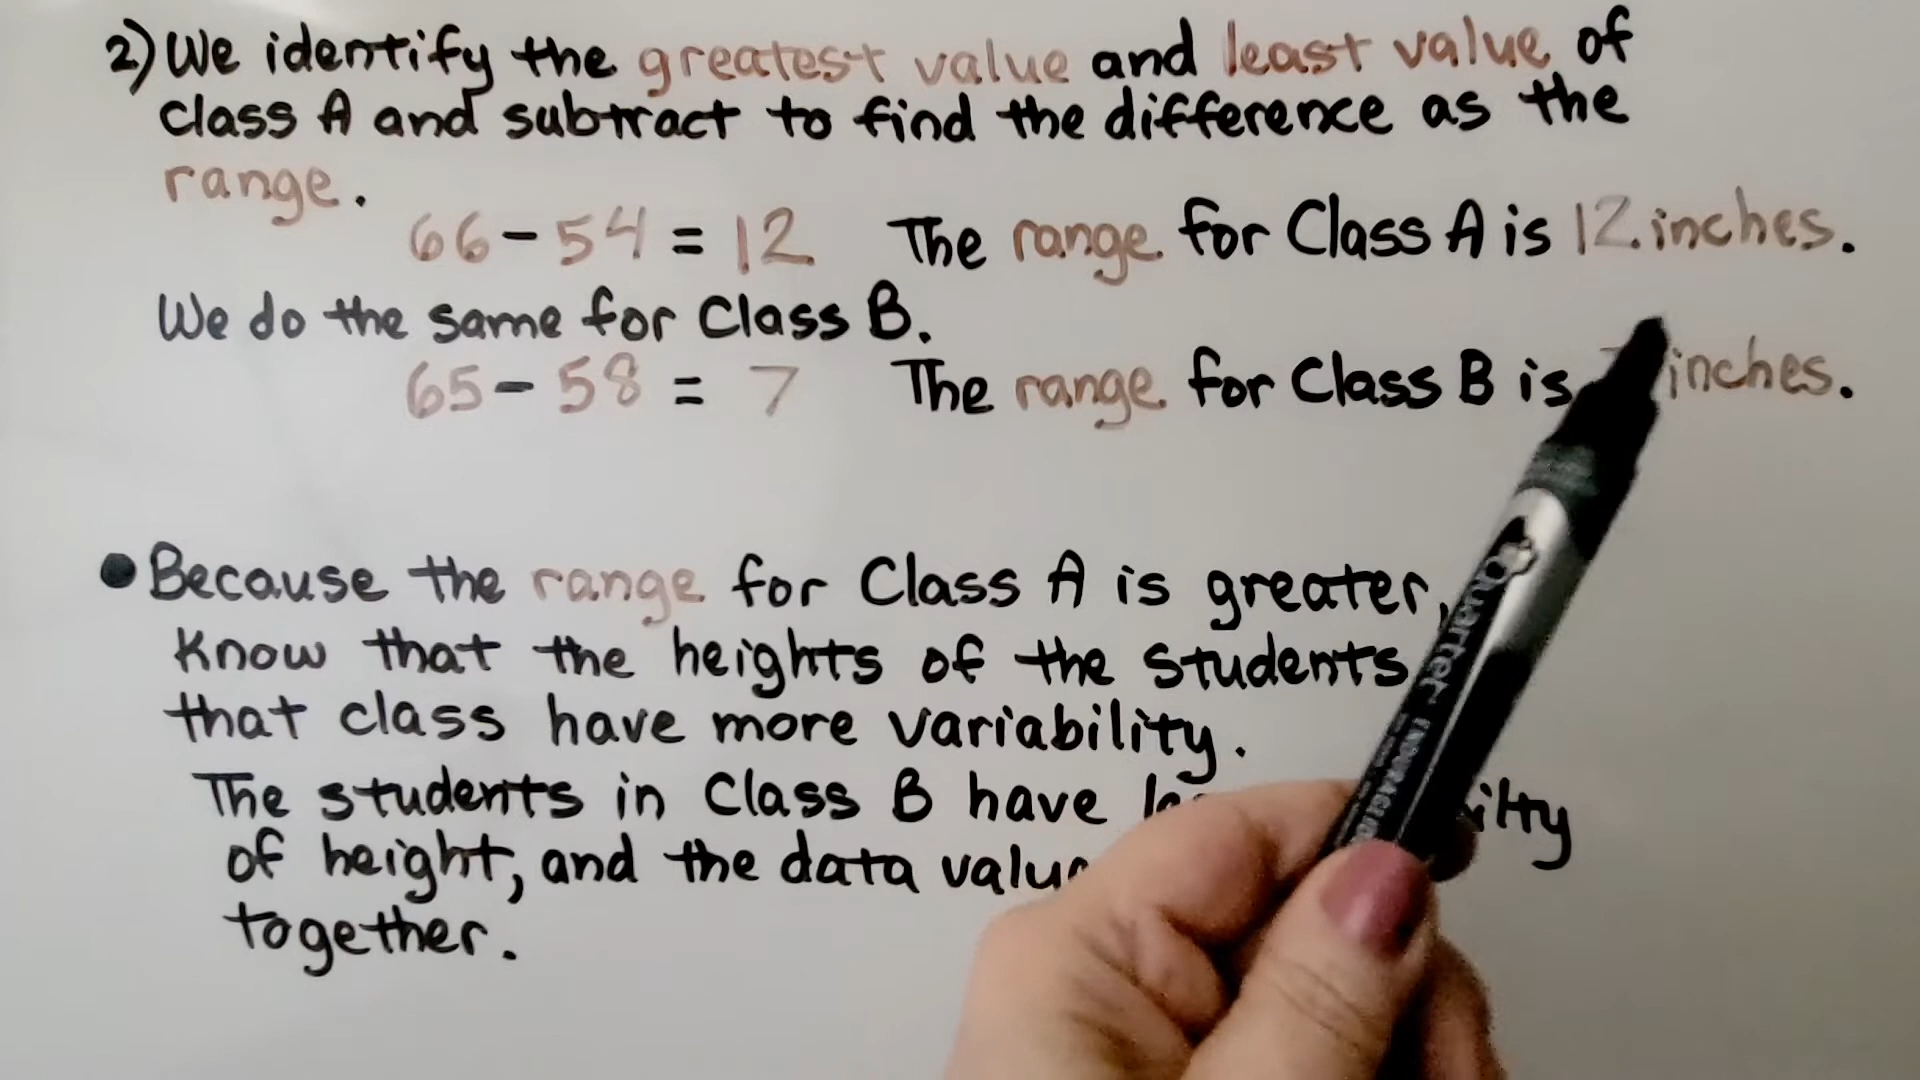 2) We identify the greatest value and least value of
class A and subtract to find the difference as the
range.
66 - 54 = 12 The range for Class A is 12 inches.
We do the same for Class B.
65 - 58 = 7 The range for Class B is inches.
• Because the range for Class A is greater,
Know that the heights of the students
that class have more variability.
The students in Class B have
of height, and the data
together.
Quartet